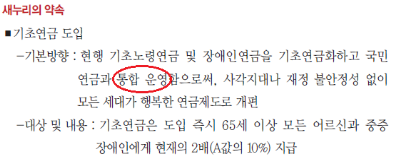 새누리의 약속
■기초연금 도입
-기본방향 : 현행 기초노령연금 및 장애인연금을 기초연금화하고 국민
연금과 통합 운영함으로써, 사각지대나 재정 불안정성 없이
모든 세대가 행복한 연금제도로 개편
-대상 및 내용 : 기초연금은 도입 즉시 65세 이상 모든 어르신과 중증
장애인에게 현재의 2배(A값의 10%) 지급